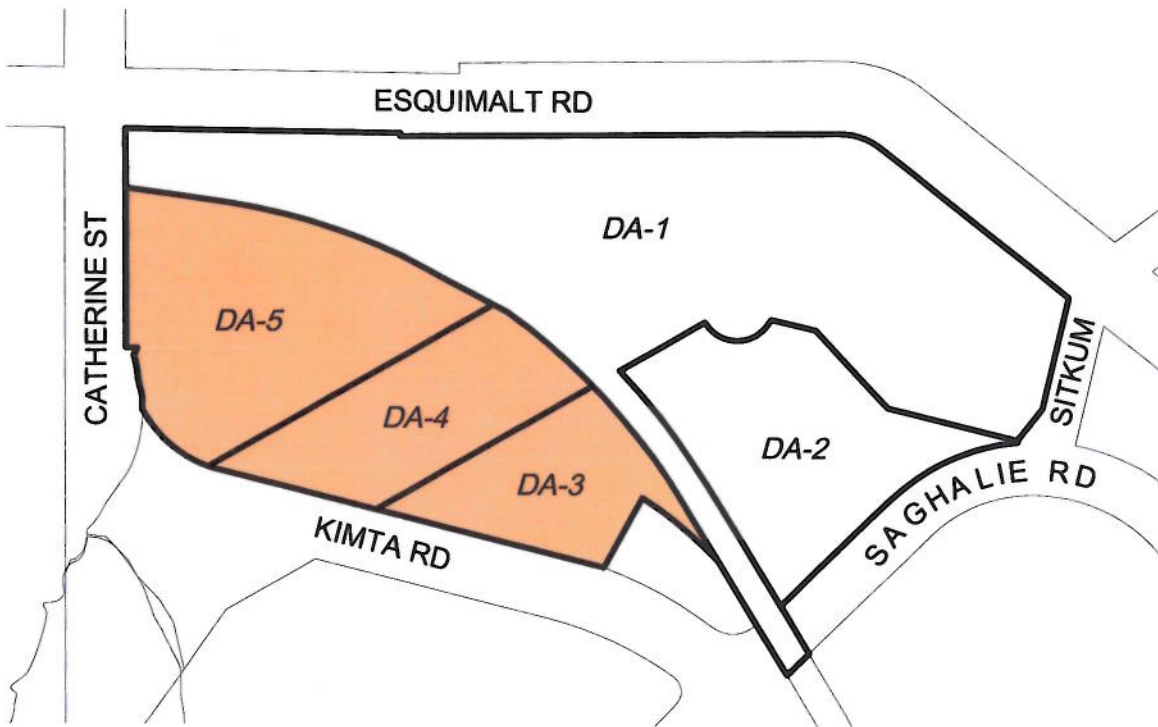 ESQUIMALT RD
DA-1
CATHERINE ST
DA-5
SITKUM
DA-4
DA-2
DA-3
SAGHALIE RD
KIMTA RD